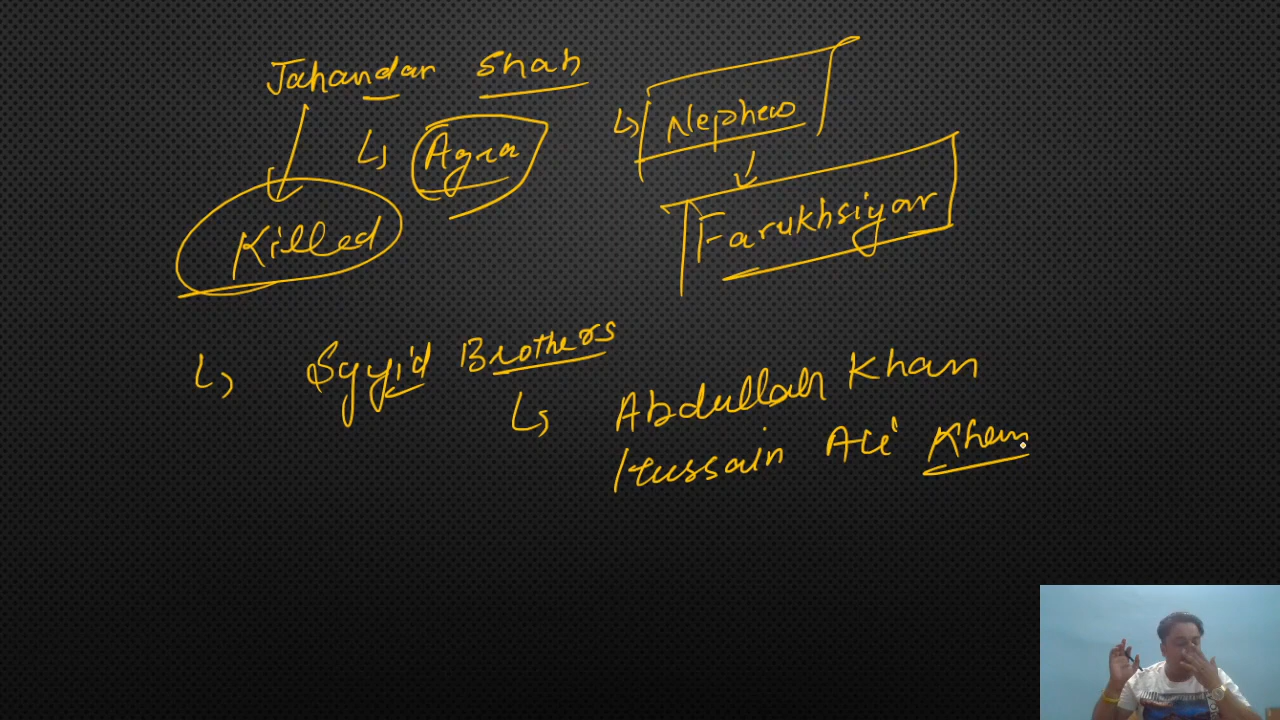 Jahandar Shah
Agra
Nephew
Killed
Farukhsiyar
Syyid Brothers
Abdullah Khan
Hussain Ali Khan